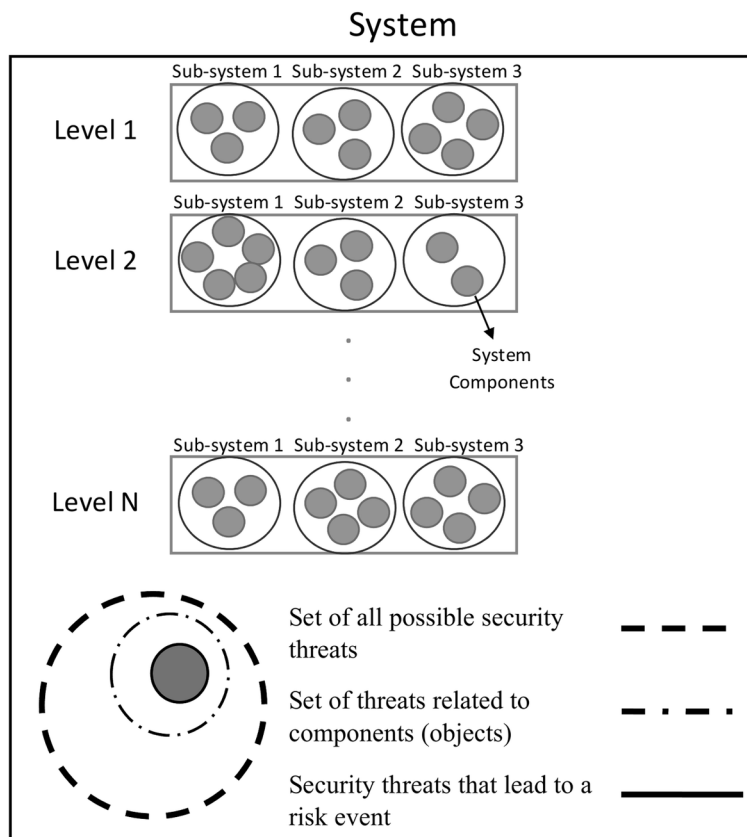 System
Sub-system 1 Sub-system 2 Sub-system 3
Level 1
Sub-system 1 Sub-system 2 Sub-system 3
Level 2
System
Components
Sub-system 1 Sub-system 2 Sub-system 3
Level N
Set of all possible security
threats
Set of threats related to
components (objects)
Security threats that lead to a
risk event